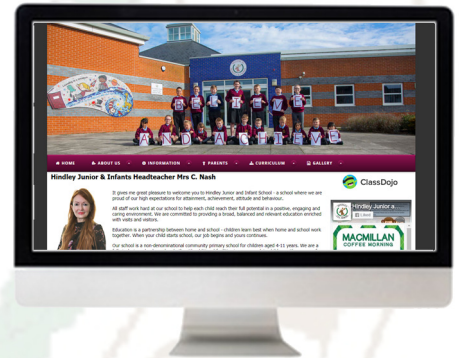 HOME
ABOUT US
INFORMATION
PARENTS
CURRICULUM
GALLERY
Hindley Junior & Infants Headteacher Mrs C. Nash
ClassDojo
It gives me great pleasure to welcome you to Hindley Junior and Infant School - a school where we are
proud of our high expectations for attainment, achievement, attitude and behaviour.
All staff work hard at our school to help each child reach their full potential in a positive, engaging and
caring environment. We are committed to providing a broad, balanced and relevant education enriched
with visits and visitors.
Education is a partnership between home and school - children learn best when home and school work
together. When your child starts school, our job begins and yours continues.
Our school is a non-denominational community primary school for children aged 4-11 years. We are a
Hindley Junior a
MACMILLAN
COFFEE MORNING